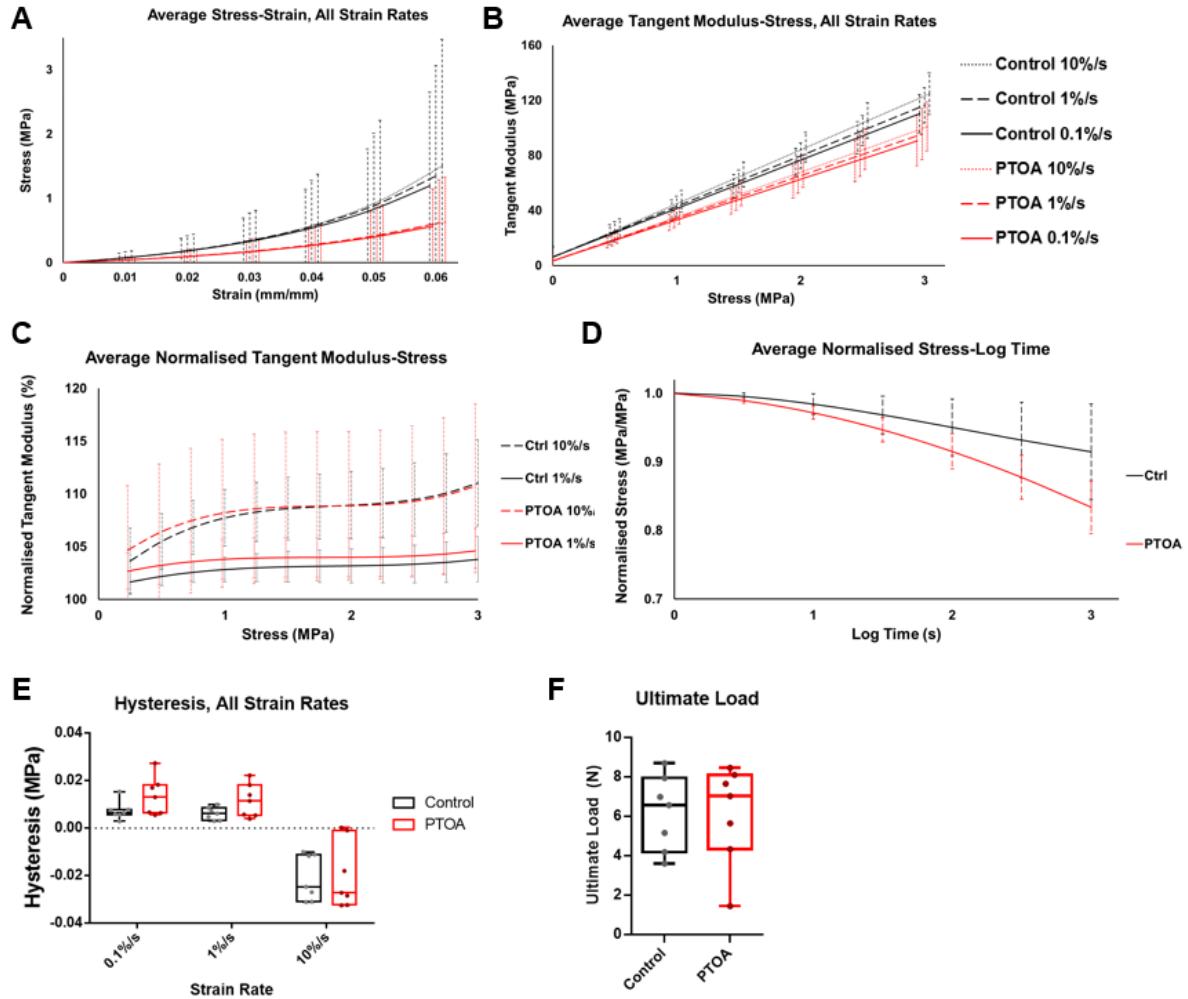 A
Average Stress-Strain, All Strain Rates
Stress (MPa)
3
2
1
0
0 0.01 0.02 0.03 0.04 0.05 0.06
Strain (mm/mm)
B
Average Tangent Modulus-Stress, All Strain Rates
Tangent Modulus (MPa)
160
120
80
40
0
0 1 2 3
Stress (MPa)
Control 10%/s
Control 1%/s
Control 0.1%/s
PTOA 10%/s
PTOA 1%/s
PTOA 0.1%/s
C
Average Normalised Tangent Modulus-Stress
Normalised Tangent Modulus (%)
120
115
110
105
100
0 1 2 3
Stress (MPa)
Ctrl 10%/s
Ctrl 1%/s
PTOA 10%/
PTOA 1%/s
D
Average Normalised Stress-Log Time
Normalised Stress (MPa/MPa)
1.0
0.9
0.8
0.7
0 1 2 3
Log Time (s)
Ctrl
PTOA
E
Hysteresis, All Strain Rates
Hysteresis (MPa)
0.04
0.02
0.00
-0.02
-0.04
0.1%/s 1%/s 10%/s
Strain Rate
Control
PTOA
F
Ultimate Load
Ultimate Load (N)
10
8
6
4
2
0
Control PTOA